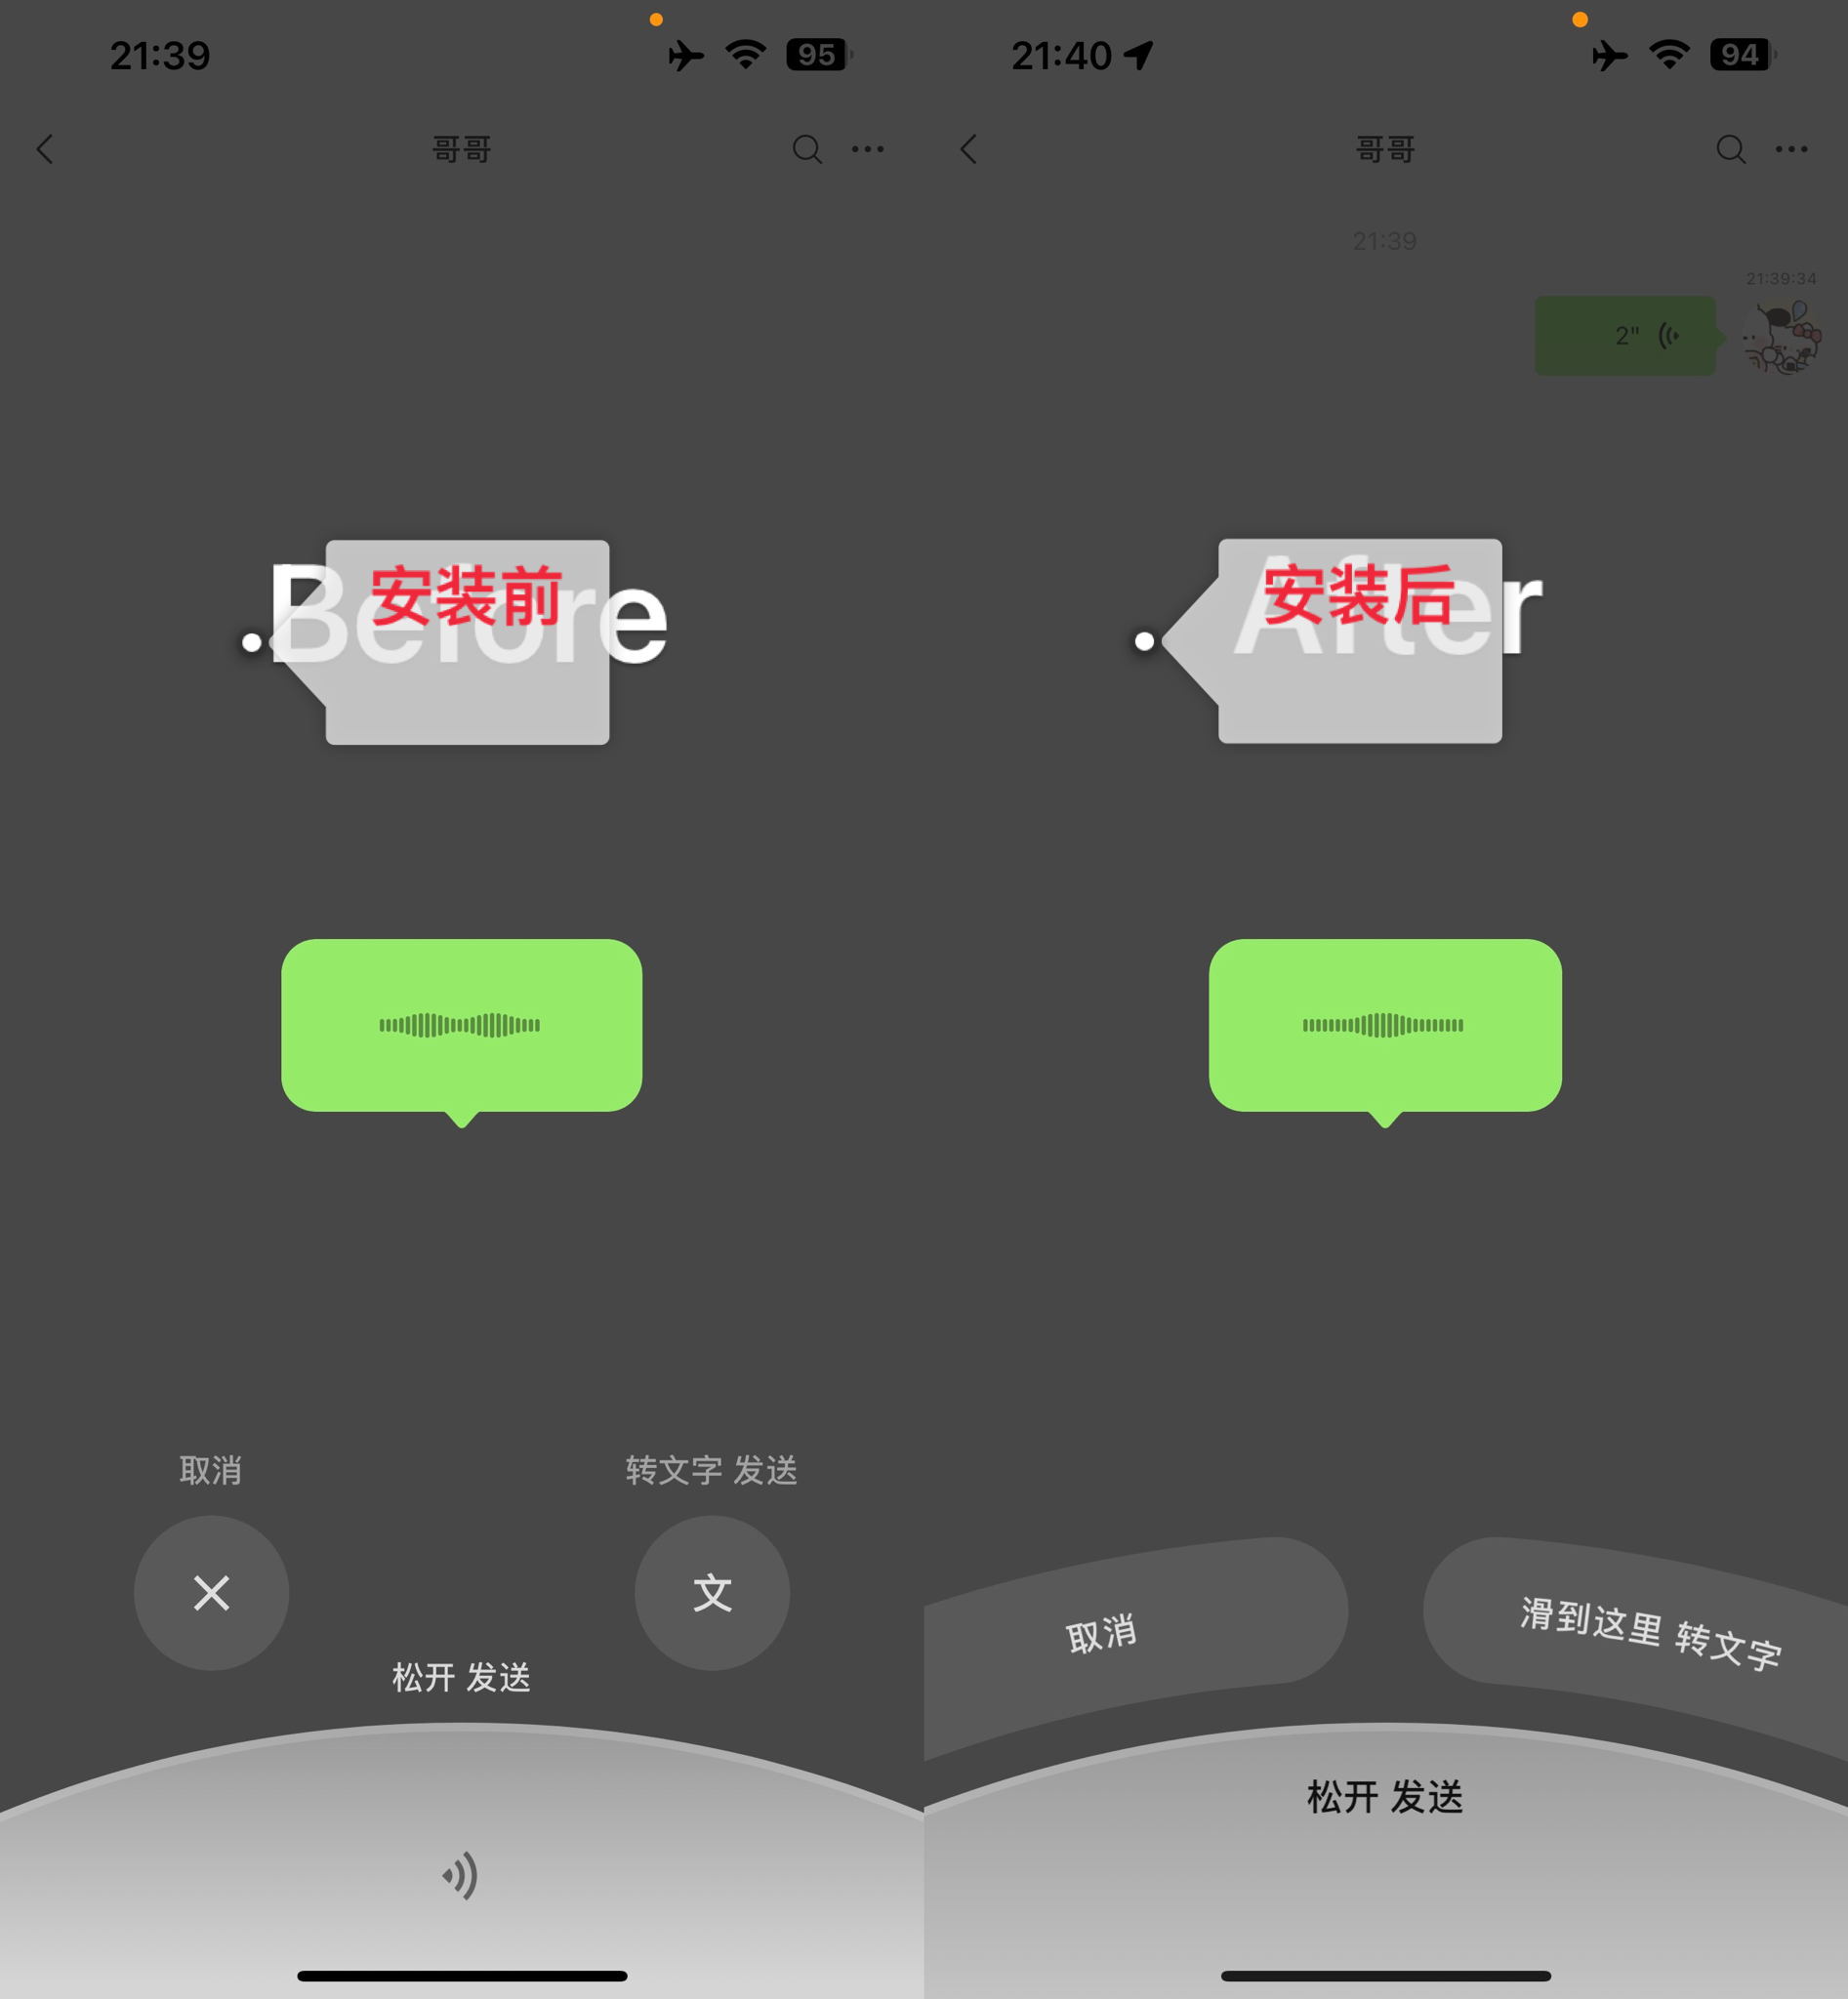 21:39
95
哥哥
Before
安装前
取消
转文字 发送
文
松开 发送
21:40
94
哥哥
21:39
21:39:34
2"
After
安装后
取消
滑到这里 转文字
松开 发送